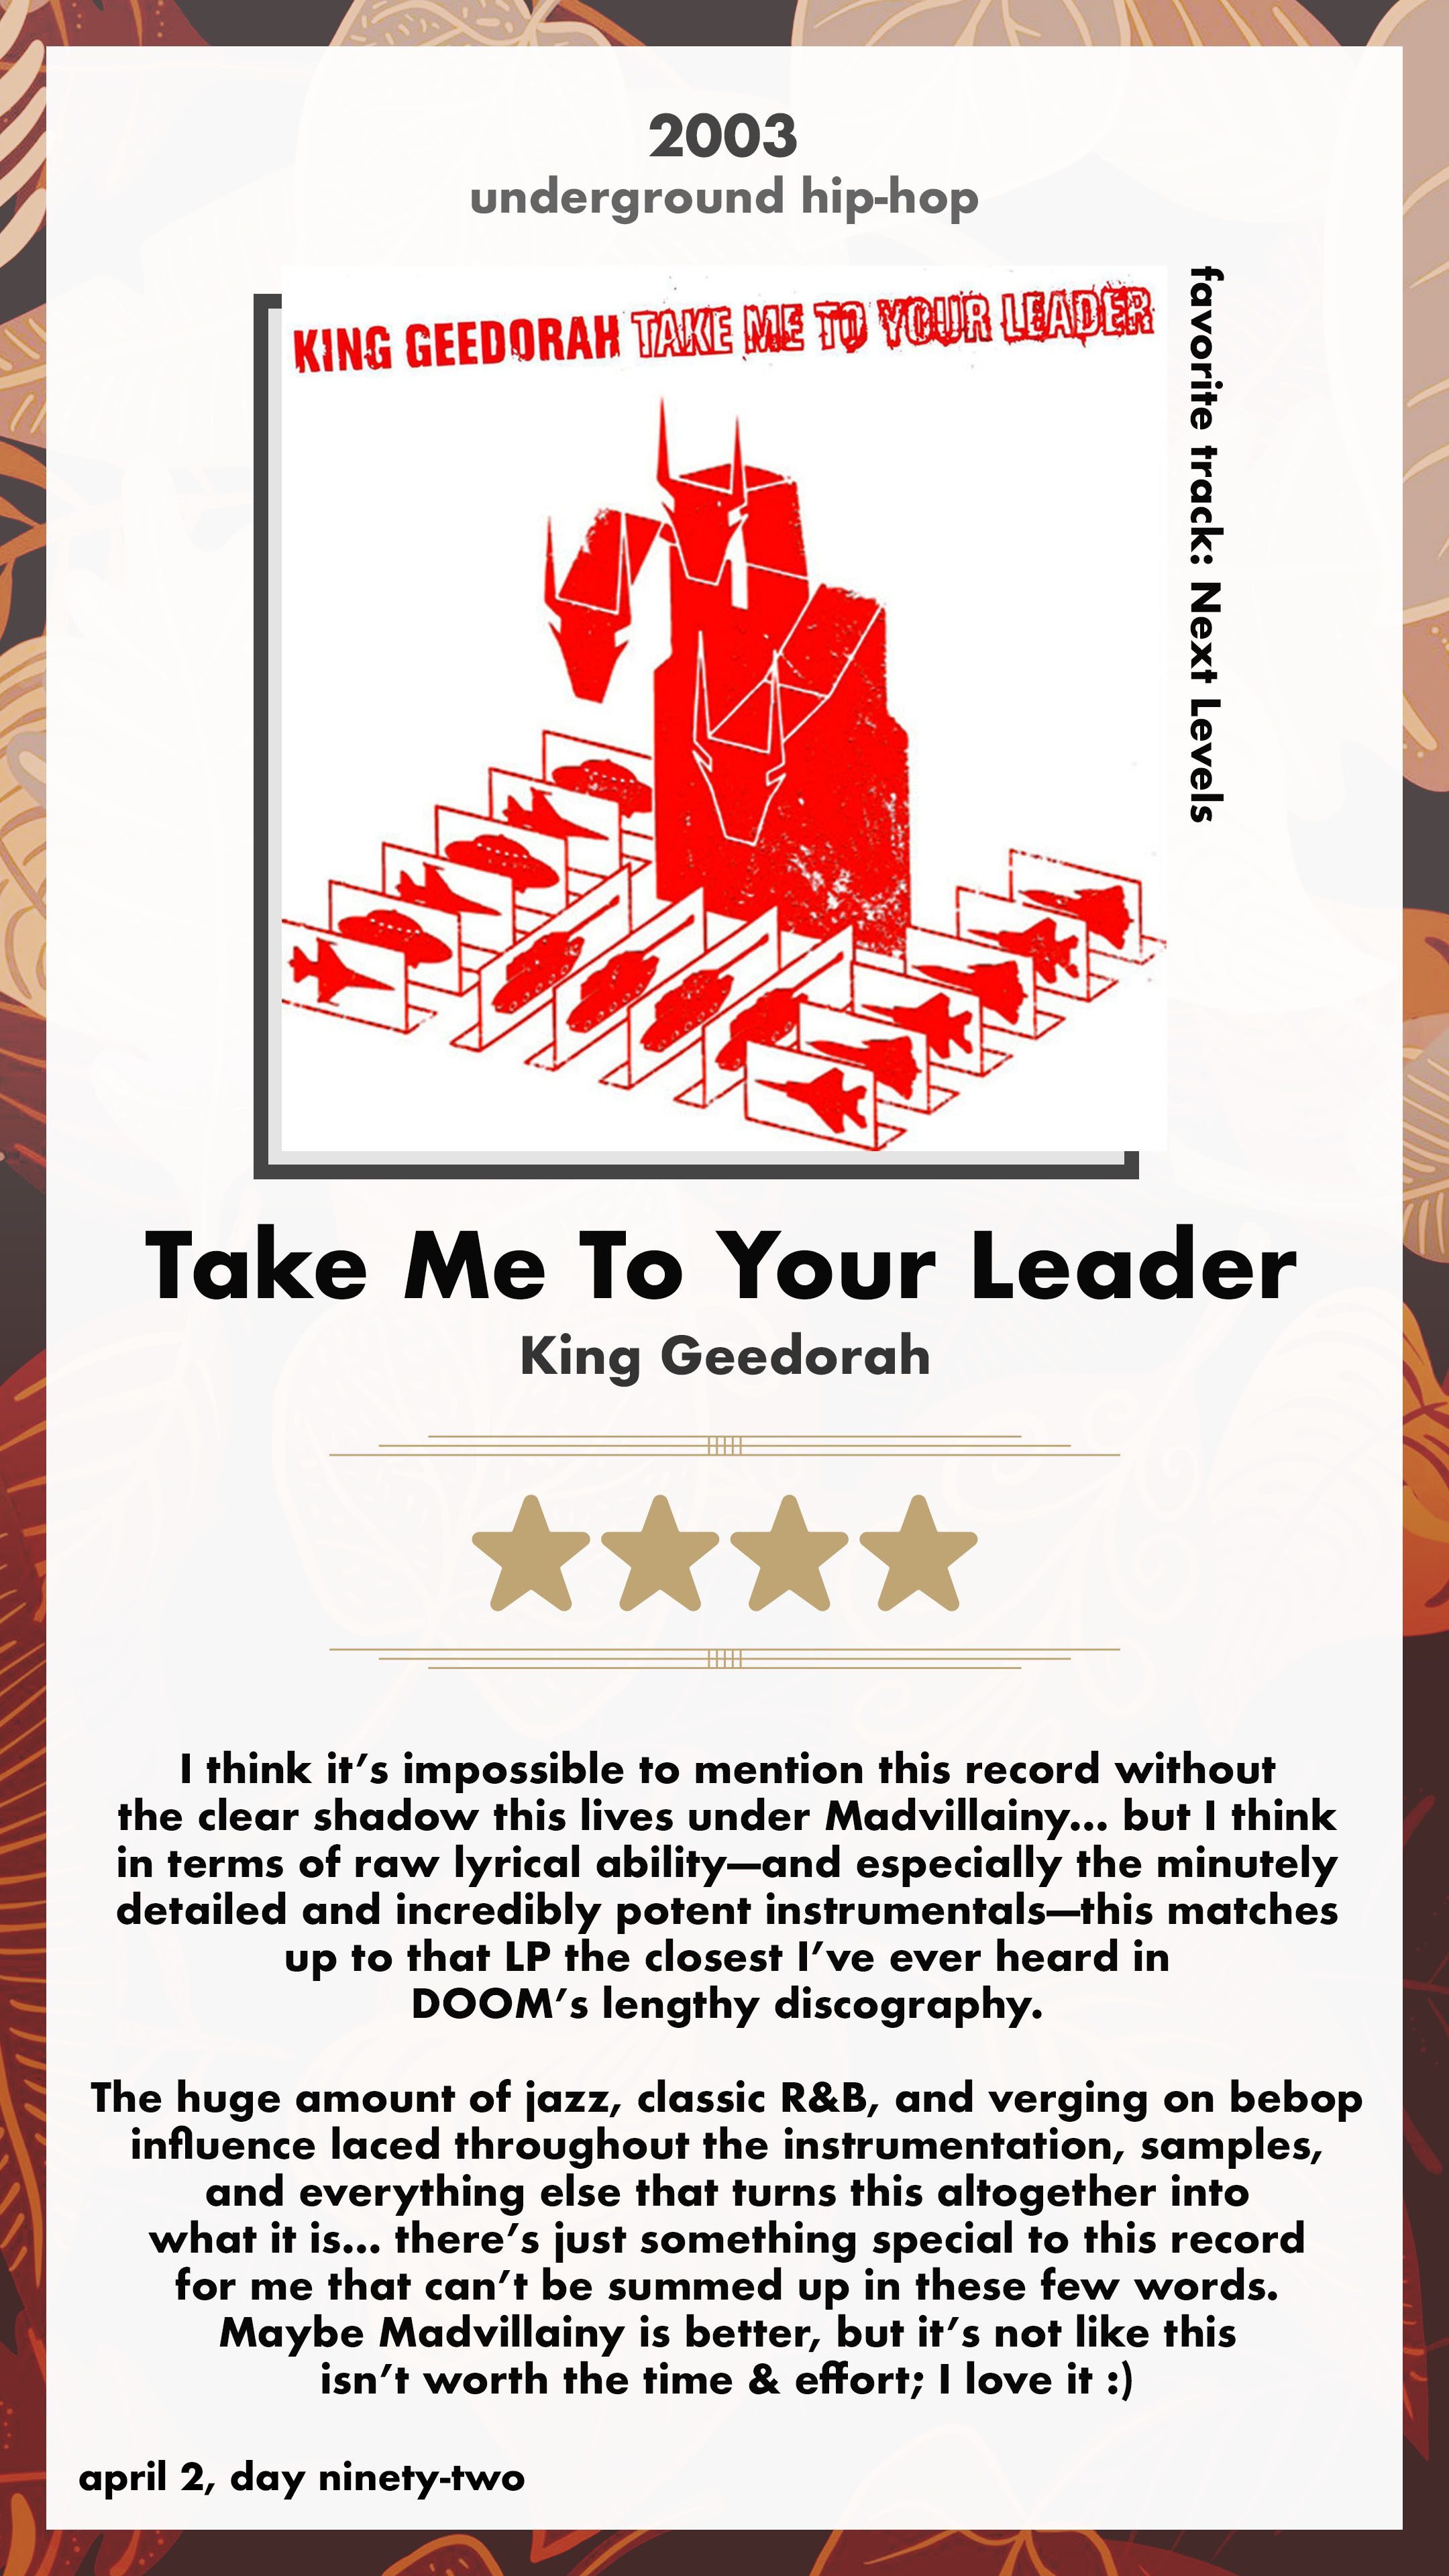 2003
underground hip-hop
KING GEEDORAH TAKE ME TO YOUR LEADER
favorite track: Next Levels
Take Me To Your Leader
King Geedorah
I think it’s impossible to mention this record without
the clear shadow this lives under Madvillainy... but I think
in terms of raw lyrical ability—and especially the minutely
detailed and incredibly potent instrumentals—this matches
up to that LP the closest I’ve ever heard in
DOOM’s lengthy discography.
The huge amount of jazz, classic R&B, and verging on bebop
influence laced throughout the instrumentation, samples,
and everything else that turns this altogether into
what it is... there’s just something special to this record
for me that can’t be summed up in these few words.
Maybe Madvillainy is better, but it’s not like this
isn’t worth the time & effort; I love it :)
april 2, day ninety-two